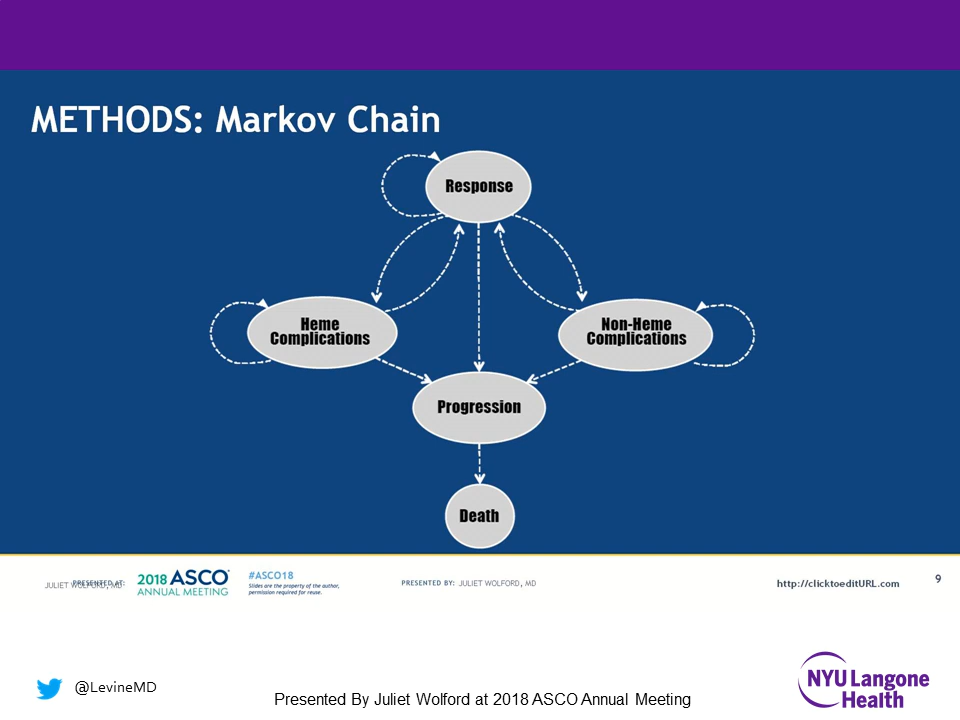 METHODS: Markov Chain
Response
Heme
Complications
Non-Heme
Complications
Progression
Death
JULIET WOLFORD, MD
PRESENTED AT:
2018 ASCO®
ANNUAL MEETING
#ASCO18
Slides are the property of the author,
permission required for reuse.
PRESENTED BY: JULIET WOLFORD, MD
http://clicktoeditURL.com
9
@LevineMD
Presented By Juliet Wolford at 2018 ASCO Annual Meeting
NYU Langone
Health